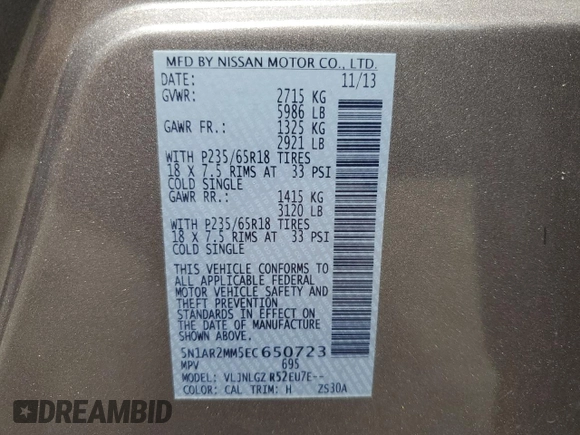 MFD BY NISSAN MOTOR CO., LTD.
DATE: 11/13
GVWR: 2715 KG
5986 LB
GAWR FR.: 1325 KG
2921 LB
WITH P235/65R18 TIRES
18 X 7.5 RIMS AT 33 PSI
COLD SINGLE
GAWR RR.: 1415 KG
3120 LB
WITH P235/65R18 TIRES
18 X 7.5 RIMS AT 33 PSI
COLD SINGLE
THIS VEHICLE CONFORMS TO
ALL APPLICABLE FEDERAL
MOTOR VEHICLE SAFETY AND
THEFT PREVENTION
STANDARDS IN EFFECT ON THE
DATE OF MANUFACTURE SHOWN
ABOVE.
5N1AR2MM5EC650723
MPV 695
MODEL: VLJNLGZ R52EU7E--
COLOR: CAL TRIM: H ZS30A